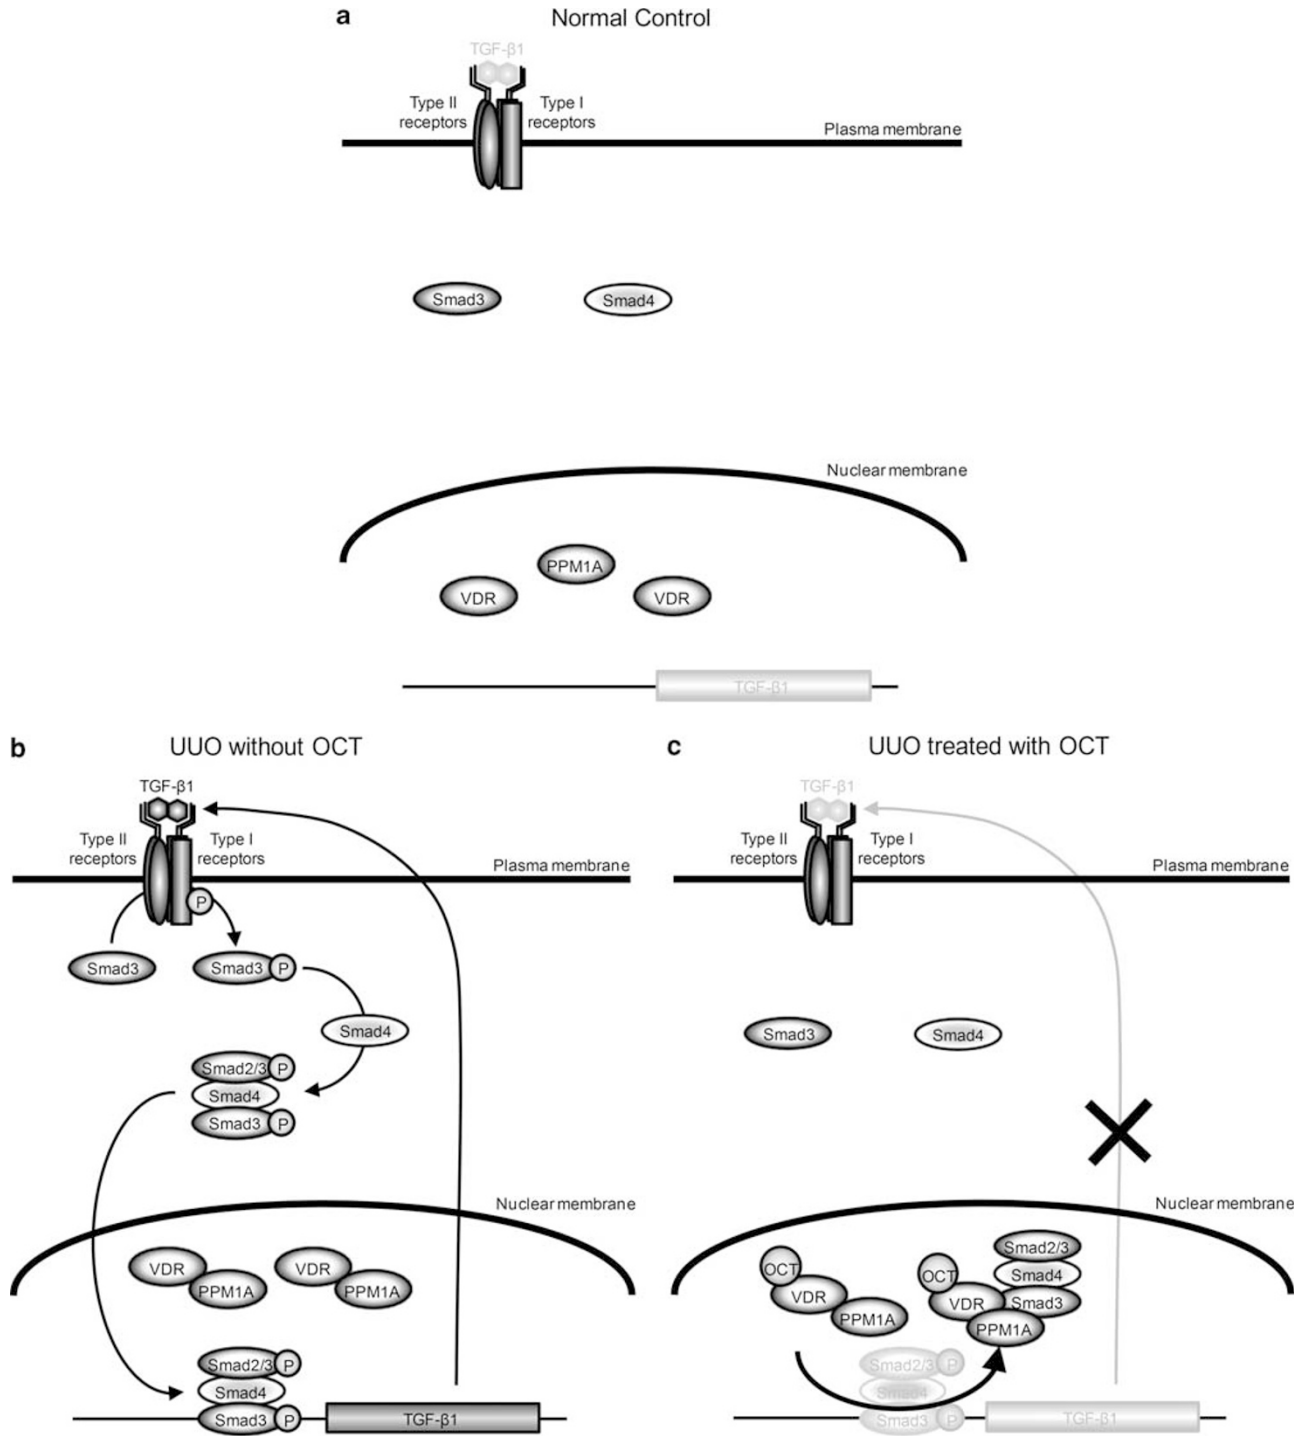 a
Normal Control
TGF-β1
Type II
receptors
Type I
receptors
Plasma membrane
Smad3
Smad4
Nuclear membrane
PPM1A
VDR
VDR
TGF-β1
b
UUO without OCT
TGF-β1
Type II
receptors
Type I
receptors
Plasma membrane
P
Smad3
Smad3 P
Smad4
Smad2/3 P
Smad4
Smad3 P
Nuclear membrane
VDR
PPM1A
VDR
PPM1A
Smad2/3 P
Smad4
Smad3 P
TGF-β1
c
UUO treated with OCT
TGF-β1
Type II
receptors
Type I
receptors
Plasma membrane
Smad3
Smad4
Nuclear membrane
OCT
VDR
PPM1A
OCT
VDR
PPM1A
Smad2/3
Smad4
Smad3
Smad2/3 P
Smad4
Smad3 P
TGF-β1